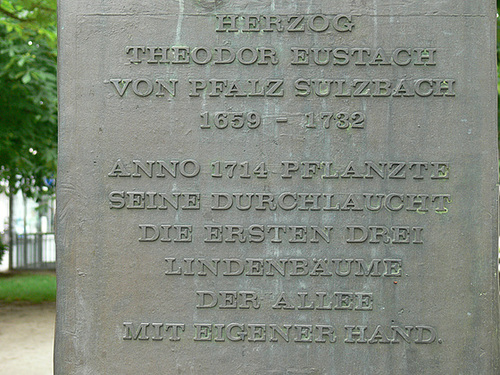 HERZOG
THEODOR EUSTACH
VON PFALZ SULZBACH
1659 - 1732
ANNO 1714 PFLANZTE
SEINE DURCHLAUCHT
DIE ERSTEN DREI
LINDENBÄUME
DER ALLEE
MIT EIGENER HAND.